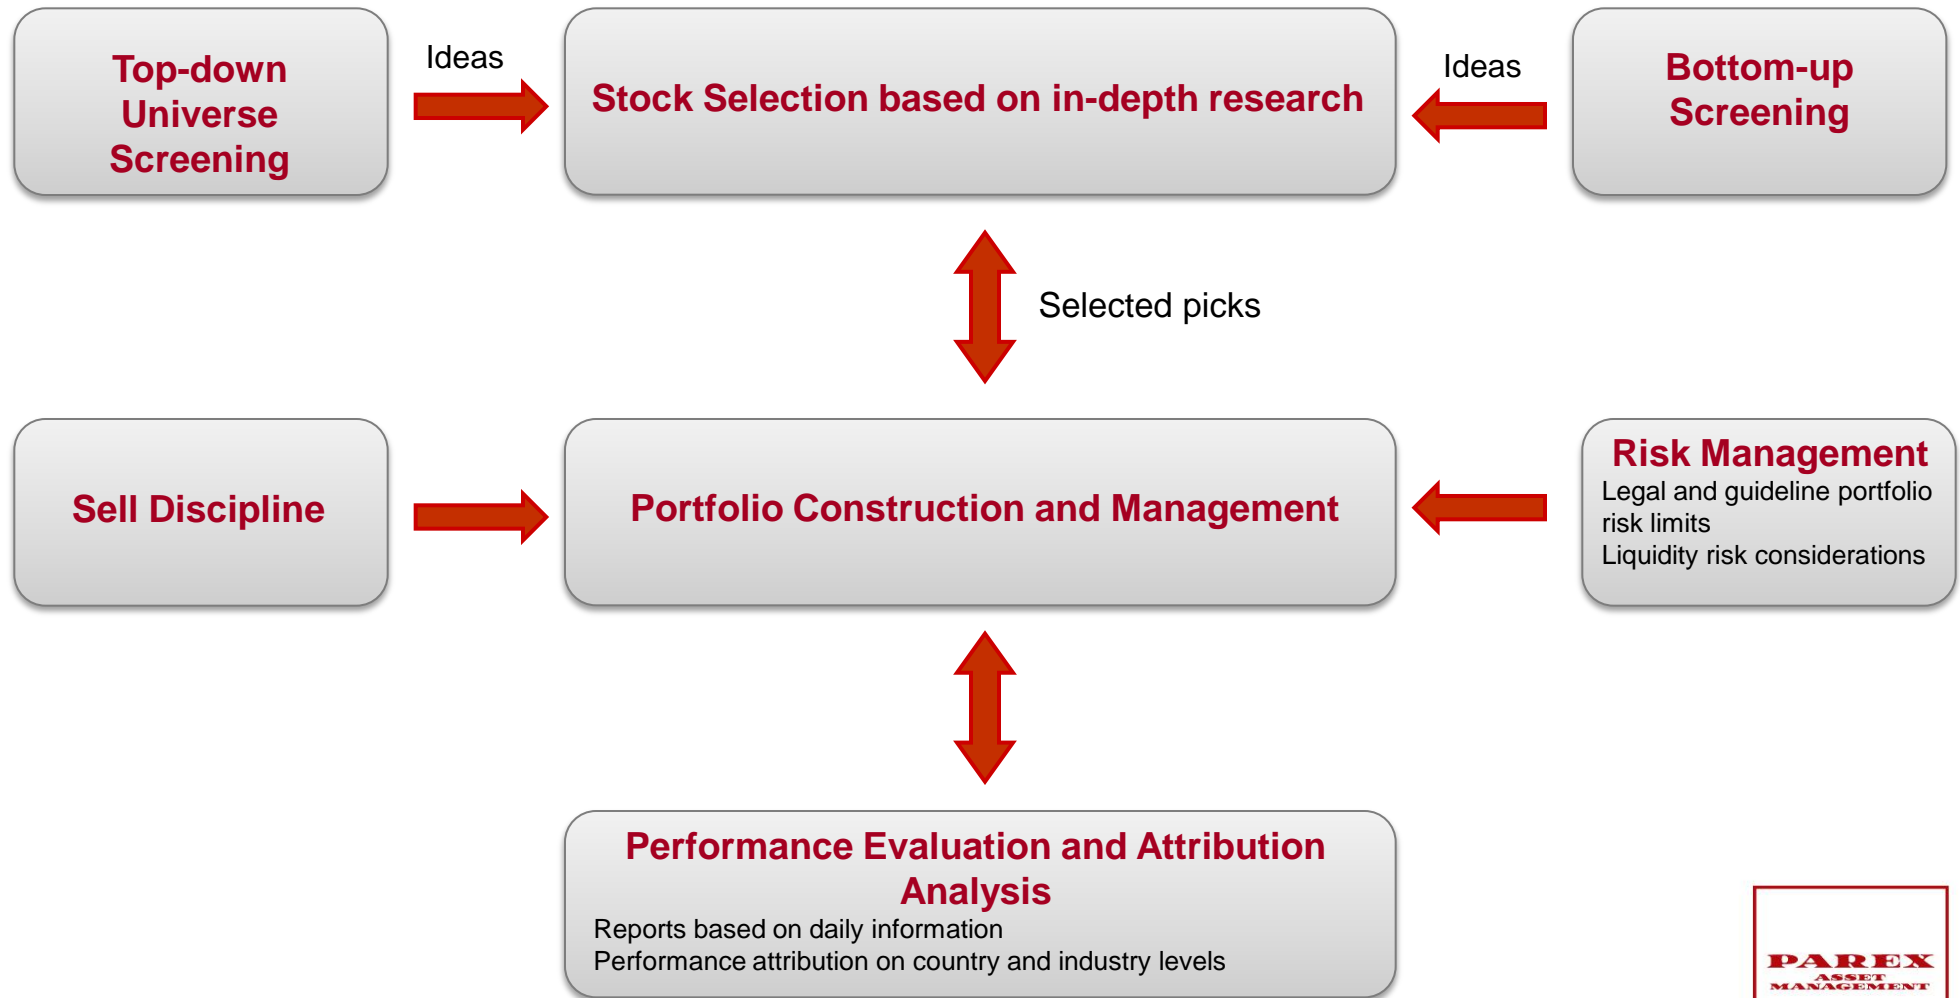 Top-down
Universe
Screening
Ideas
Stock Selection based on in-depth research
Ideas
Bottom-up
Screening
Selected picks
Sell Discipline
Portfolio Construction and Management
Risk Management
Legal and guideline portfolio
risk limits
Liquidity risk considerations
Performance Evaluation and Attribution
Analysis
Reports based on daily information
Performance attribution on country and industry levels
PAREX
ASSET
MANAGEMENT